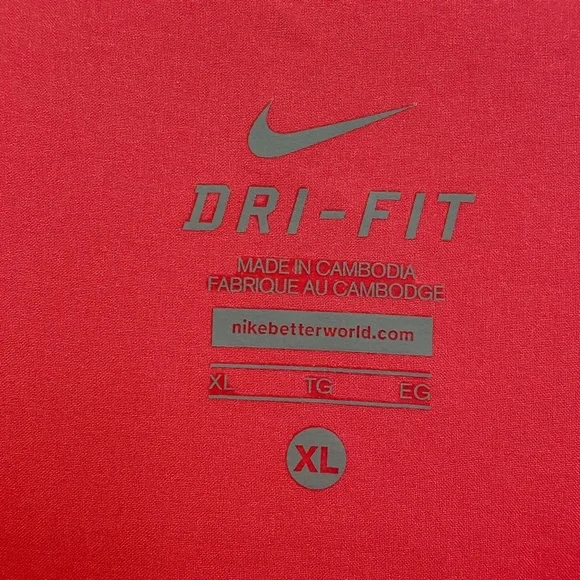 DRI-FIT
MADE IN CAMBODIA
FABRIQUE AU CAMBODGE
nikebetterworld.com
XL TG EG
XL